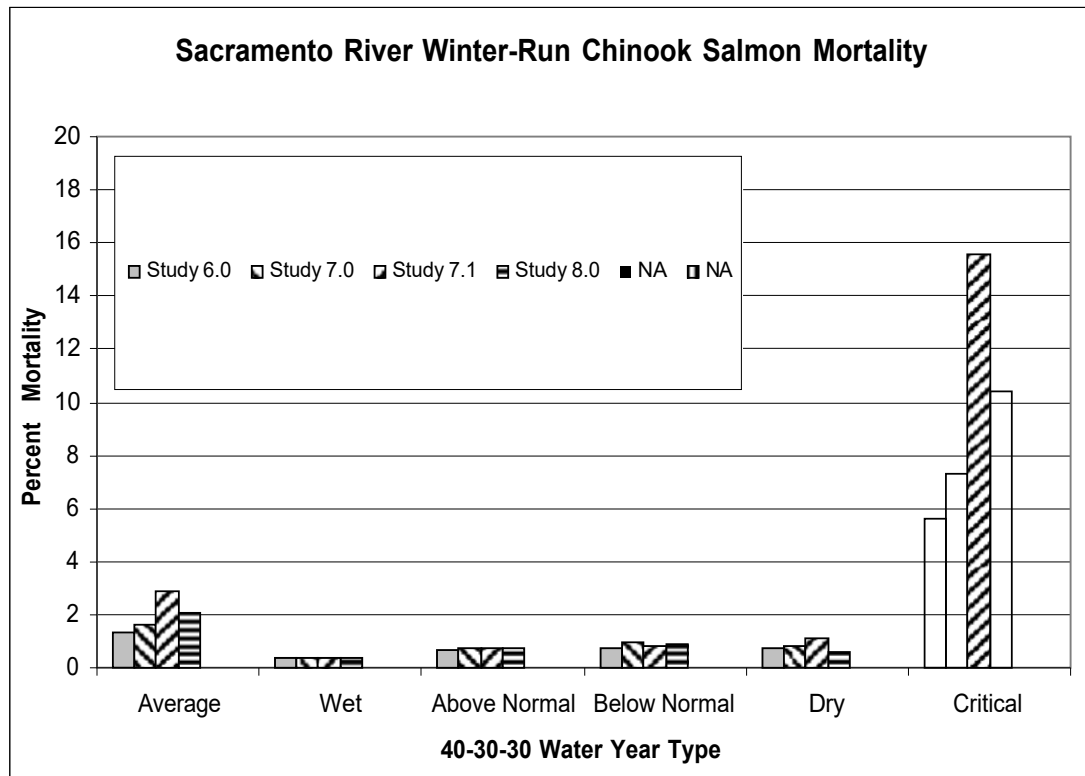 Sacramento River Winter-Run Chinook Salmon Mortality
Percent Mortality
20
18
16
14
12
10
8
6
4
2
0
Study 6.0 Study 7.0 Study 7.1 Study 8.0 NA NA
Average Wet Above Normal Below Normal Dry Critical
40-30-30 Water Year Type